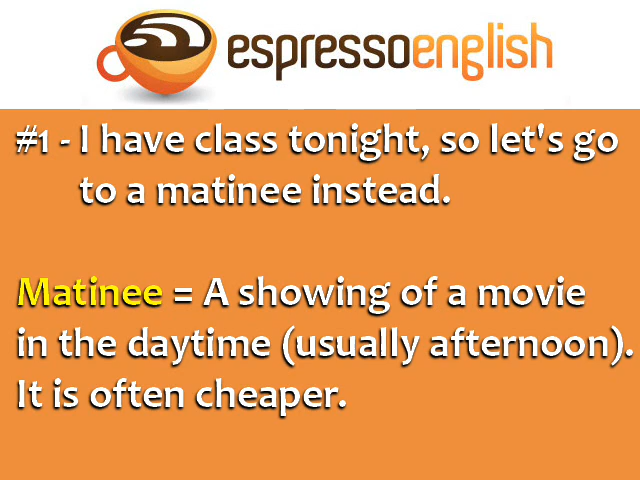 espressoenglish
#1 - I have class tonight, so let's go
to a matinee instead.
Matinee = A showing of a movie
in the daytime (usually afternoon).
It is often cheaper.